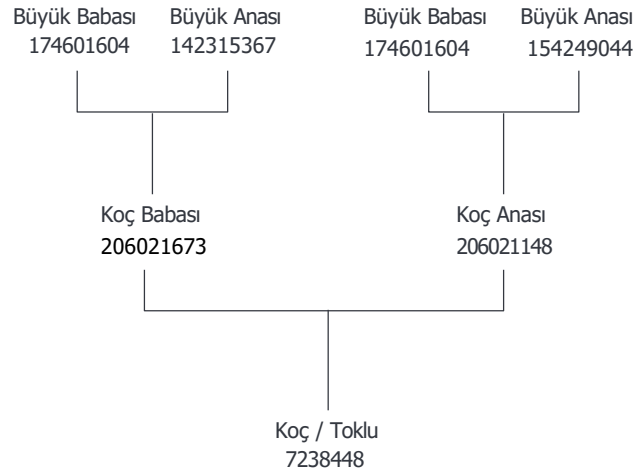 Büyük Babası Büyük Anası Büyük Babası Büyük Anası
174601604 142315367 174601604 154249044
Koç Babası Koç Anası
206021673 206021148
Koç / Toklu
7238448